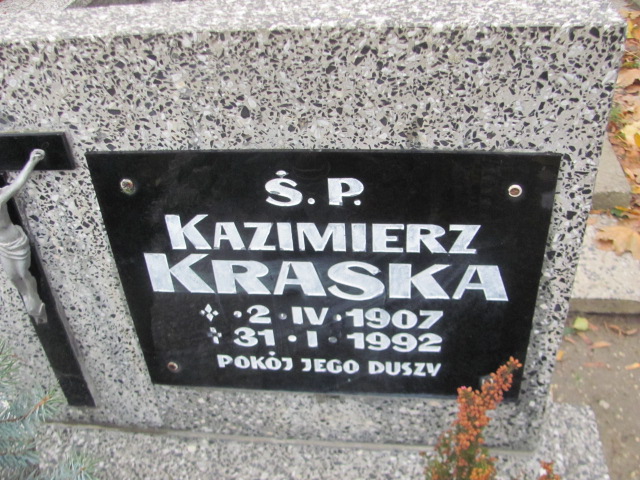 Ś.P.
KAZIMIERZ
KRASKA
2·IV·1907
31·I·1992
POKÓJ JEGO DUSZY